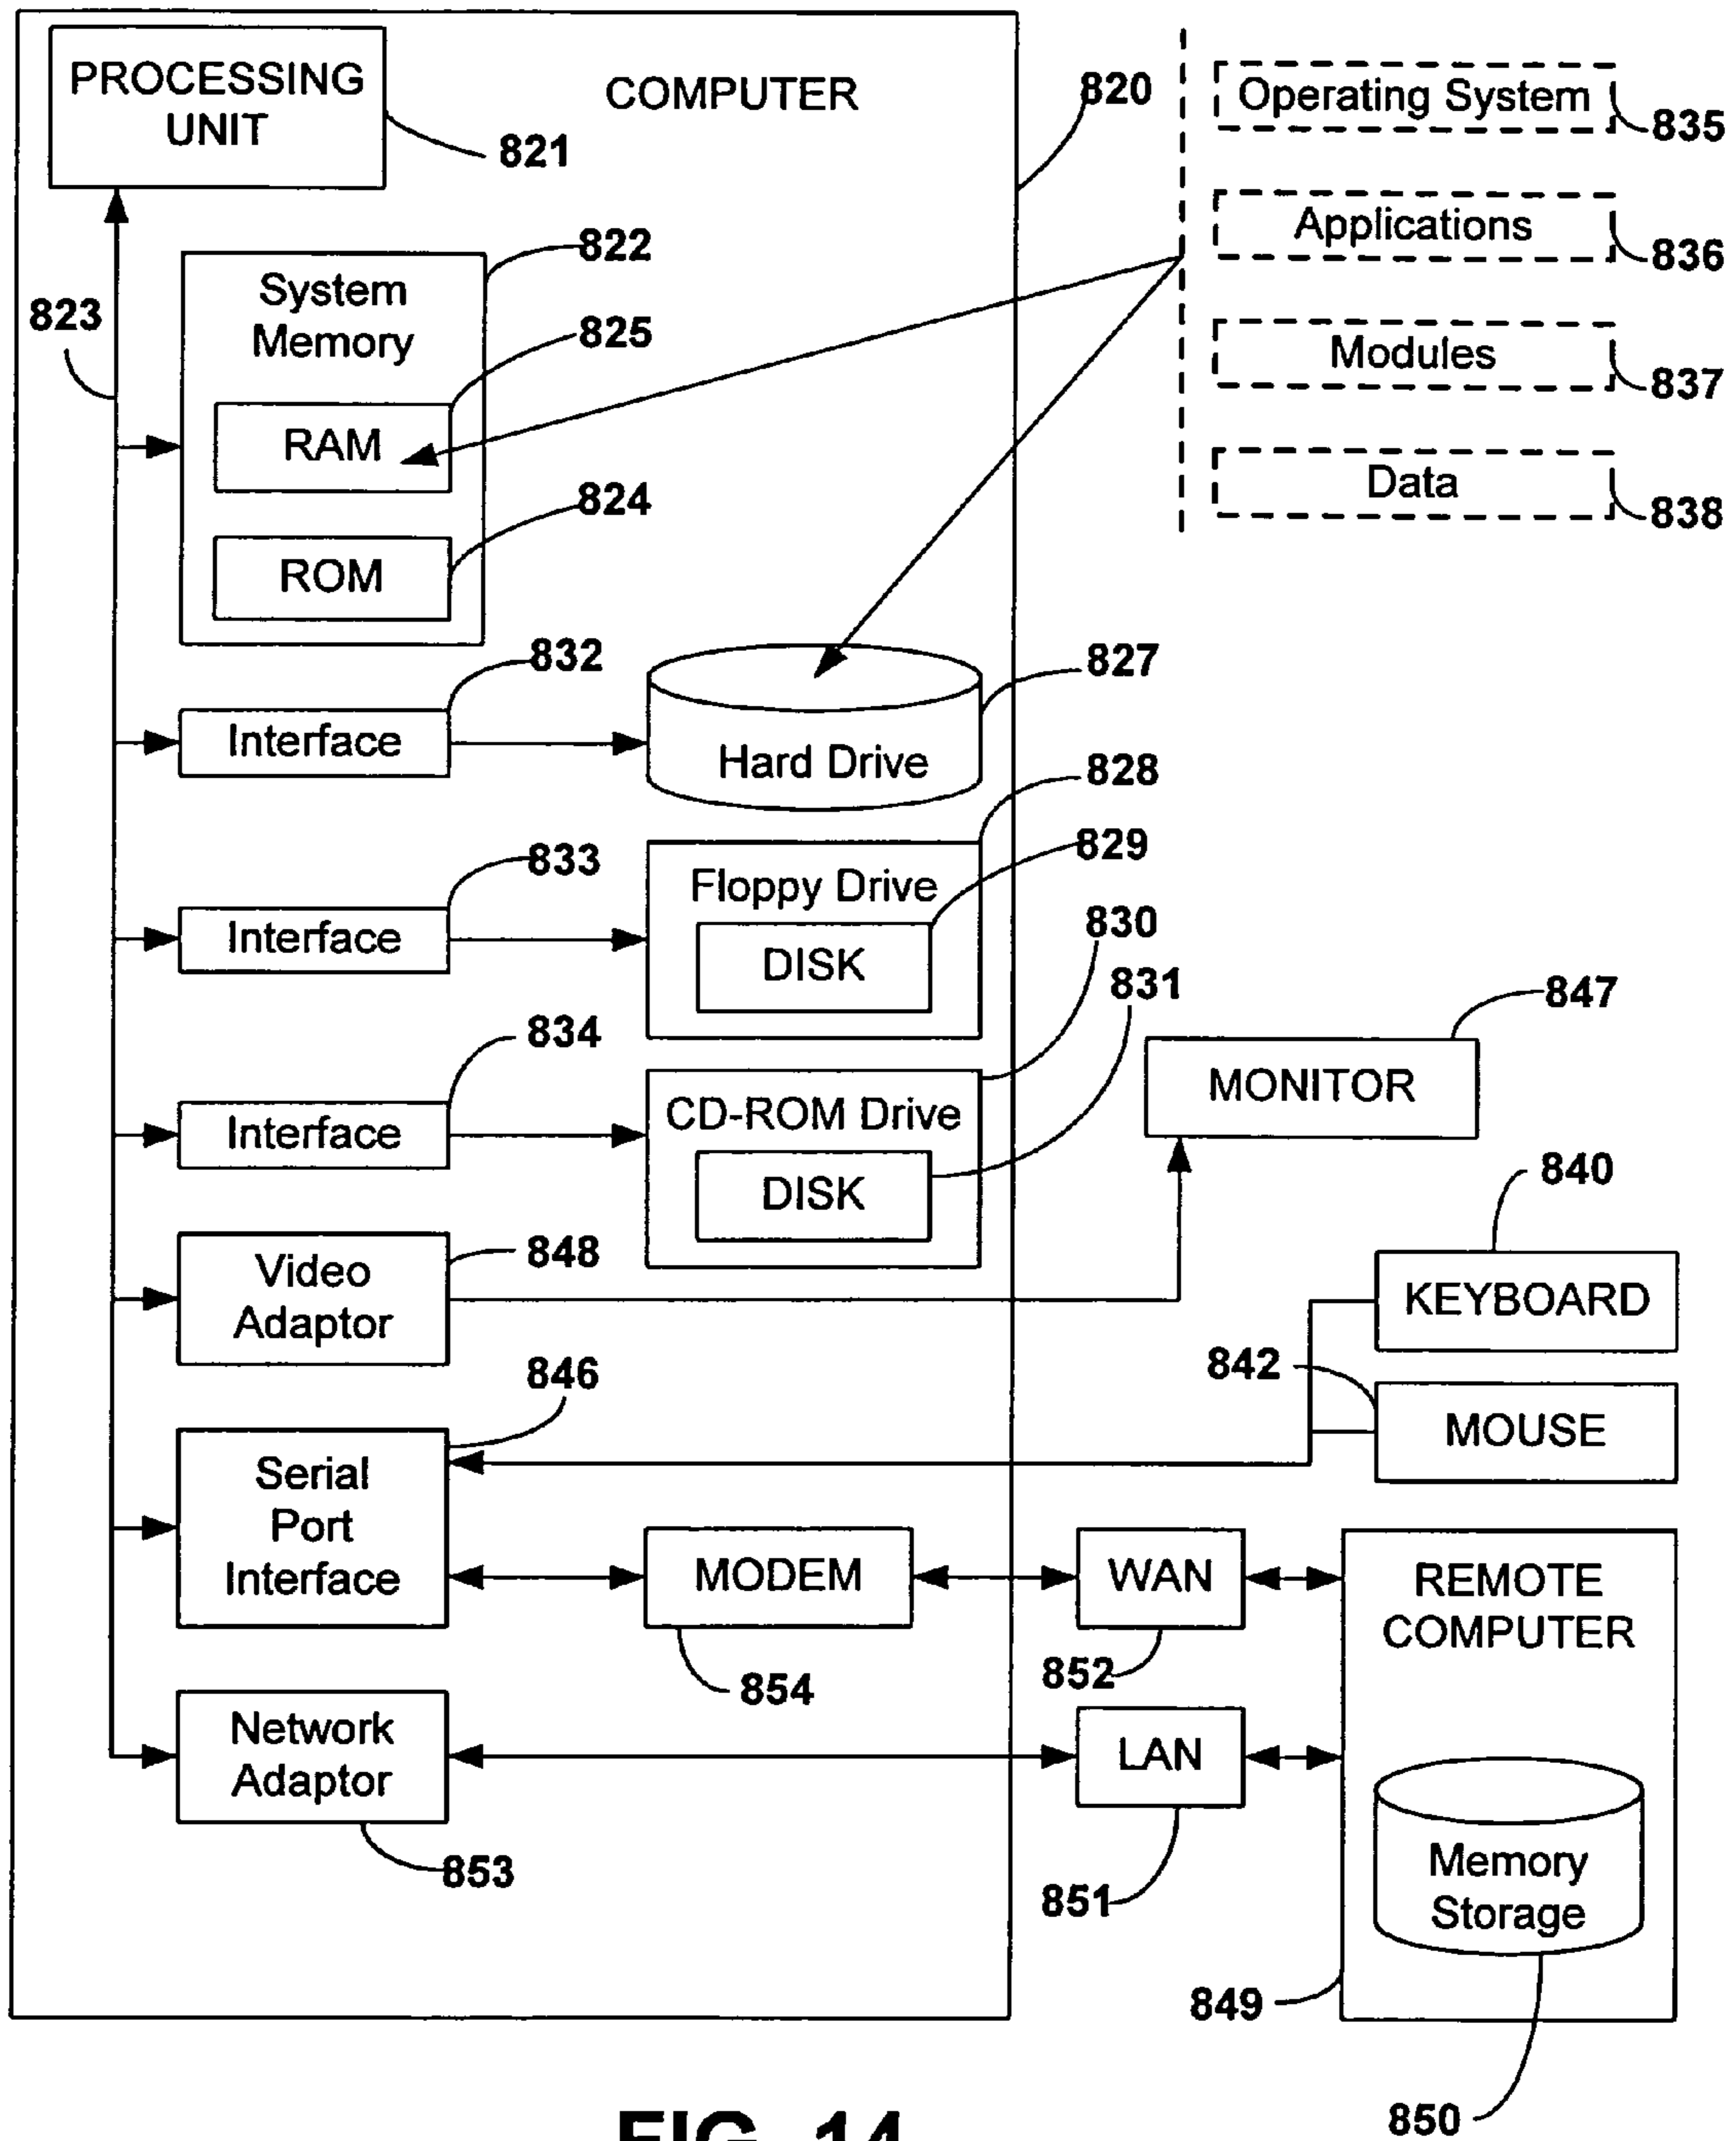 PROCESSING
UNIT
821
COMPUTER
820
Operating System
835
Applications
836
Modules
837
Data
838
823
822
System
Memory
825
RAM
824
ROM
832
Interface
827
Hard Drive
833
Interface
828
Floppy Drive
829
DISK
834
Interface
830
CD-ROM Drive
831
DISK
847
MONITOR
848
Video
Adaptor
840
KEYBOARD
842
MOUSE
846
Serial
Port
Interface
MODEM
854
WAN
852
REMOTE
COMPUTER
Network
Adaptor
853
LAN
851
Memory
Storage
849
850
FIG. 14